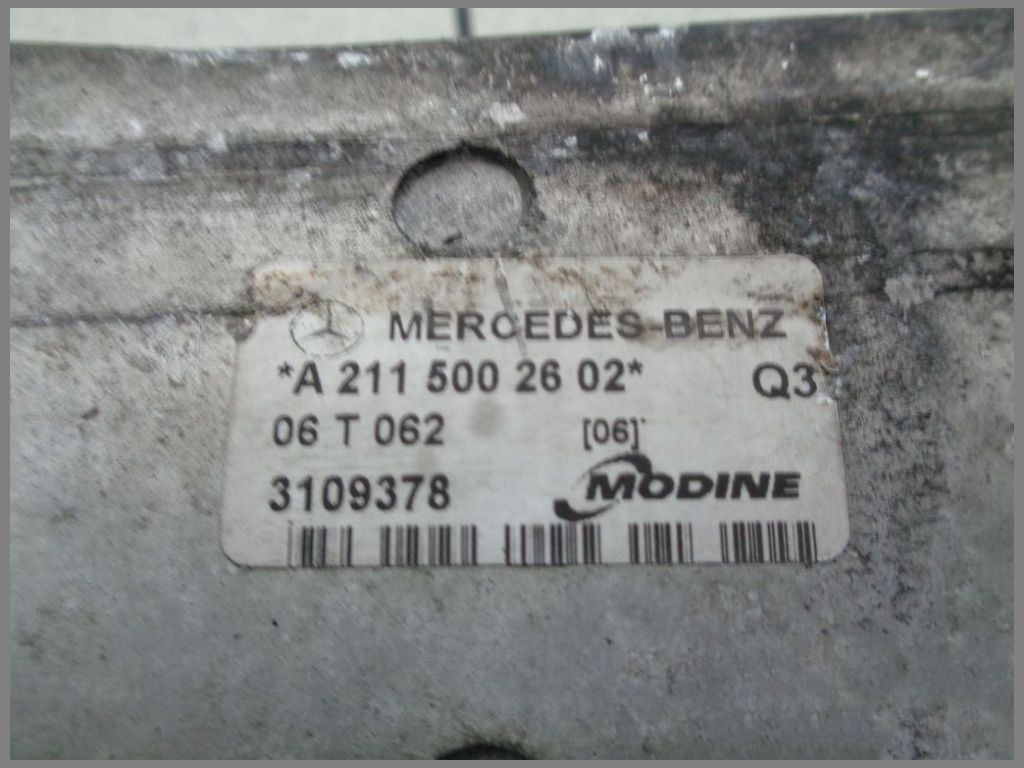 MERCEDES-BENZ
*A 211 500 26 02* Q3
06 T 062 [06]
3109378 MODINE